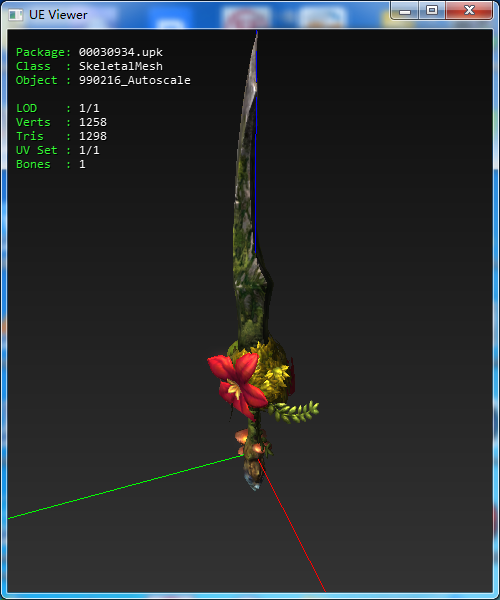 UE Viewer
Package: 00030934.upk
Class : SkeletalMesh
Object : 990216_Autoscale
LOD : 1/1
Verts : 1258
Tris : 1298
UV Set : 1/1
Bones : 1